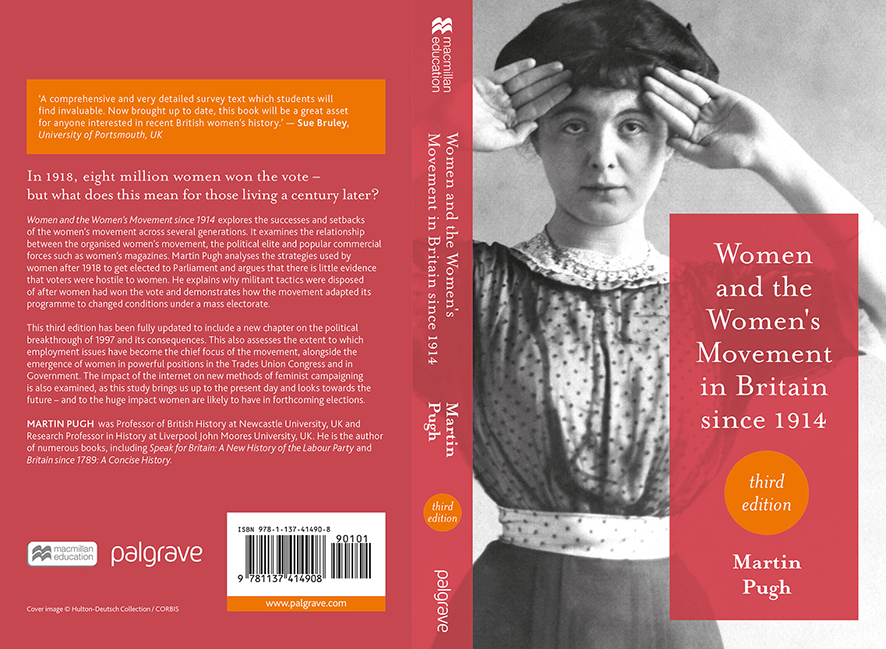 'A comprehensive and very detailed survey text which students will
find invaluable. Now brought up to date, this book will be a great asset
for anyone interested in recent British women's history.' — Sue Bruley,
University of Portsmouth, UK
In 1918, eight million women won the vote –
but what does this mean for those living a century later?
Women and the Women's Movement since 1914 explores the successes and setbacks
of the women's movement across several generations. It examines the relationship
between the organised women's movement, the political elite and popular commercial
forces such as women's magazines. Martin Pugh analyses the strategies used by
women after 1918 to get elected to Parliament and argues that there is little evidence
that voters were hostile to women. He explains why militant tactics were disposed
of after women had won the vote and demonstrates how the movement adapted its
programme to changed conditions under a mass electorate.
This third edition has been fully updated to include a new chapter on the political
breakthrough of 1997 and its consequences. This also assesses the extent to which
employment issues have become the chief focus of the movement, alongside the
emergence of women in powerful positions in the Trades Union Congress and in
Government. The impact of the internet on new methods of feminist campaigning
is also examined, as this study brings us up to the present day and looks towards the
future – and to the huge impact women are likely to have in forthcoming elections.
MARTIN PUGH was Professor of British History at Newcastle University, UK and
Research Professor in History at Liverpool John Moores University, UK. He is the author
of numerous books, including Speak for Britain: A New History of the Labour Party and
Britain since 1789: A Concise History.
macmillan
education
palgrave
ISBN 978-1-137-41490-8
90101
9 781137 414908
www.palgrave.com
Cover image © Hulton-Deutsch Collection / CORBIS
macmillan
education
Women and the Women's
Movement in Britain since 1914
Martin
Pugh
third
edition
palgrave
Women
and the
Women's
Movement
in Britain
since 1914
third
edition
Martin
Pugh